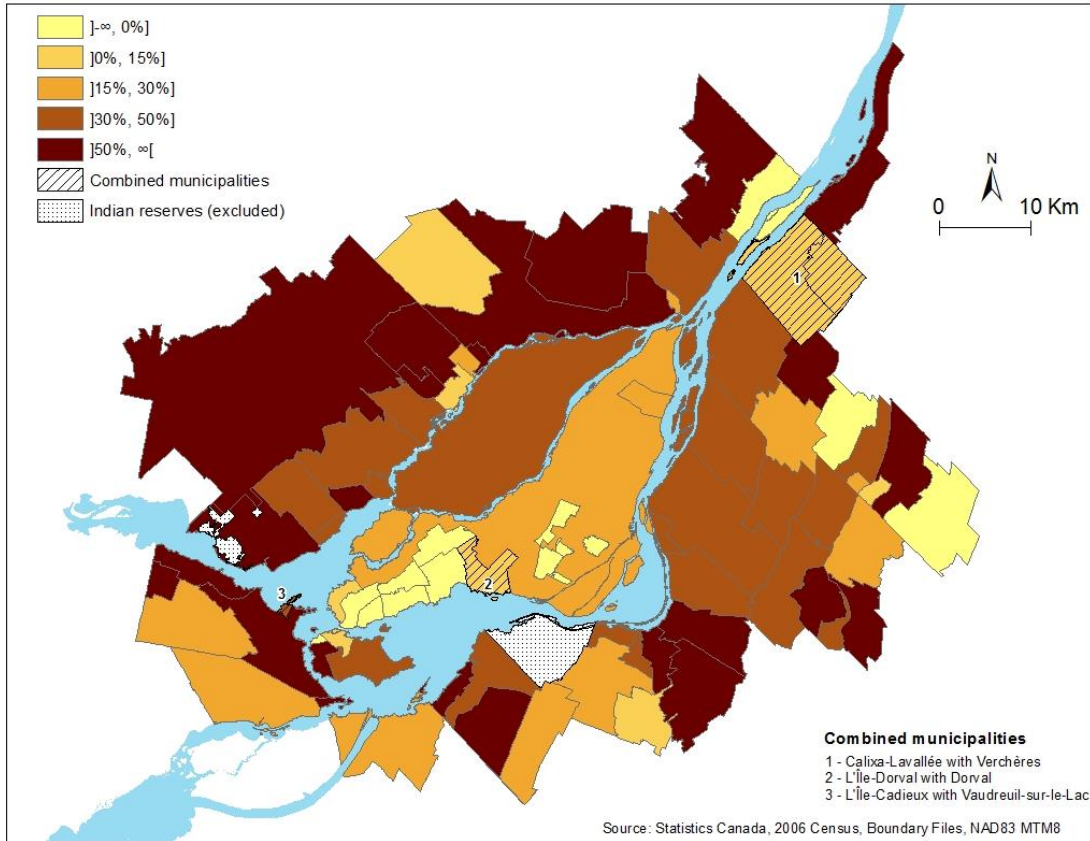 ]-∞, 0%]
]0%, 15%]
]15%, 30%]
]30%, 50%]
]50%, ∞[
Combined municipalities
Indian reserves (excluded)
N
0 10 Km
1
2
3
Combined municipalities
1 - Calixa-Lavallée with Verchères
2 - L'Île-Dorval with Dorval
3 - L'Île-Cadieux with Vaudreuil-sur-le-Lac
Source: Statistics Canada, 2006 Census, Boundary Files, NAD83 MTM8